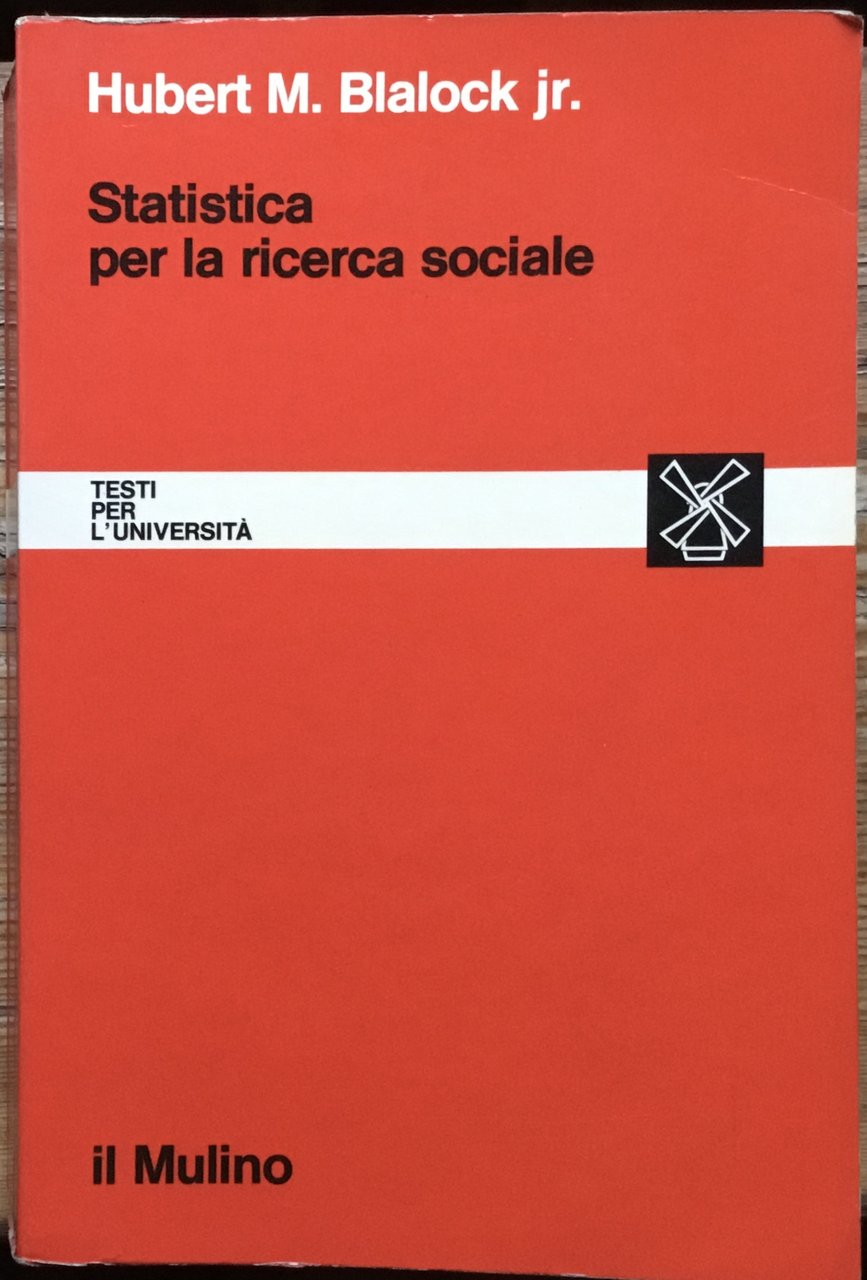 Hubert M. Blalock jr.
Statistica
per la ricerca sociale
TESTI
PER
L'UNIVERSITÀ
il Mulino